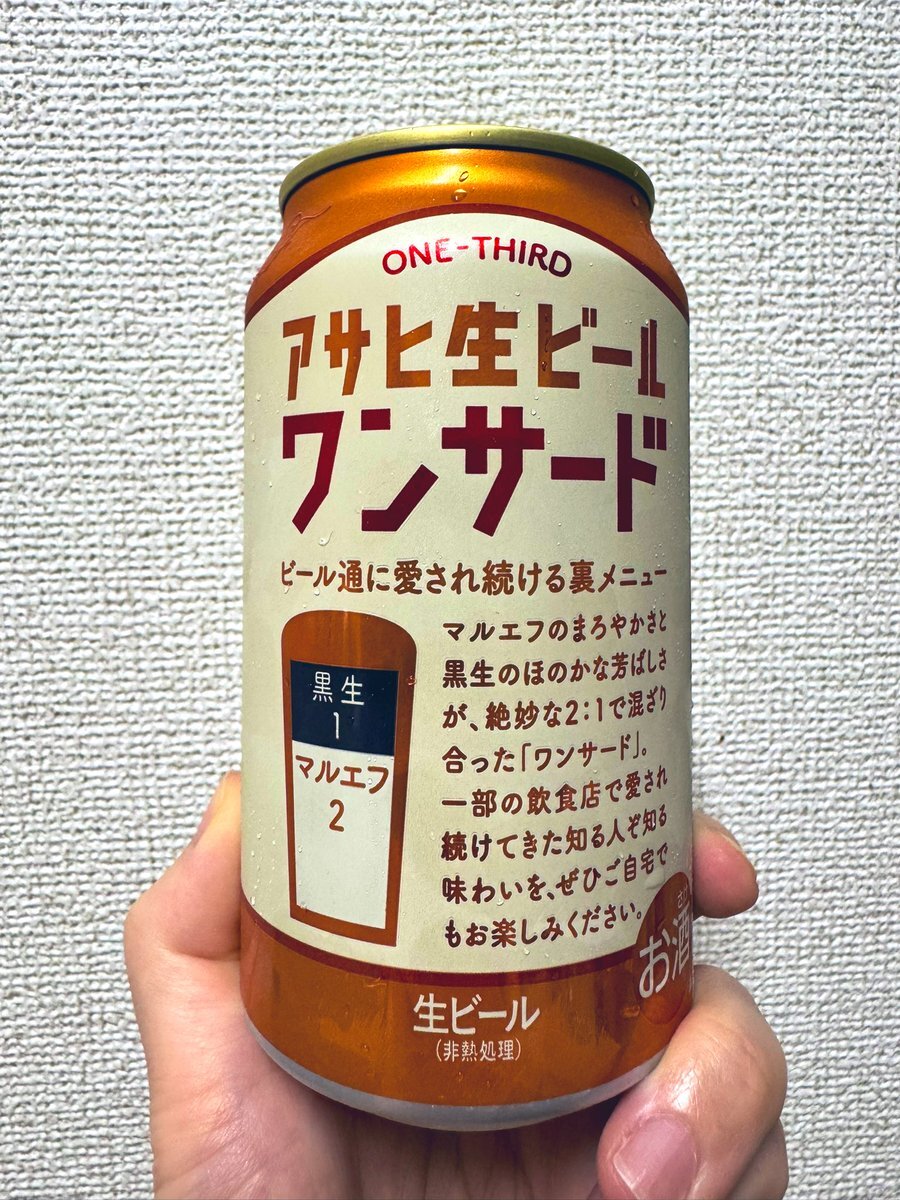 ONE-THIRD
アサヒ生ビール
ワンサード
ビール通に愛され続ける裏メニュー
黒生
1
マルエフ
2
マルエフのまろやかさと
黒生のほのかな芳ばしさ
が、絶妙な2:1で混ざり
合った「ワンサード」。
一部の飲食店で愛され
続けてきた知る人ぞ知る
味わいを、ぜひご自宅で
もお楽しみください。
お酒
生ビール
(非熱処理)